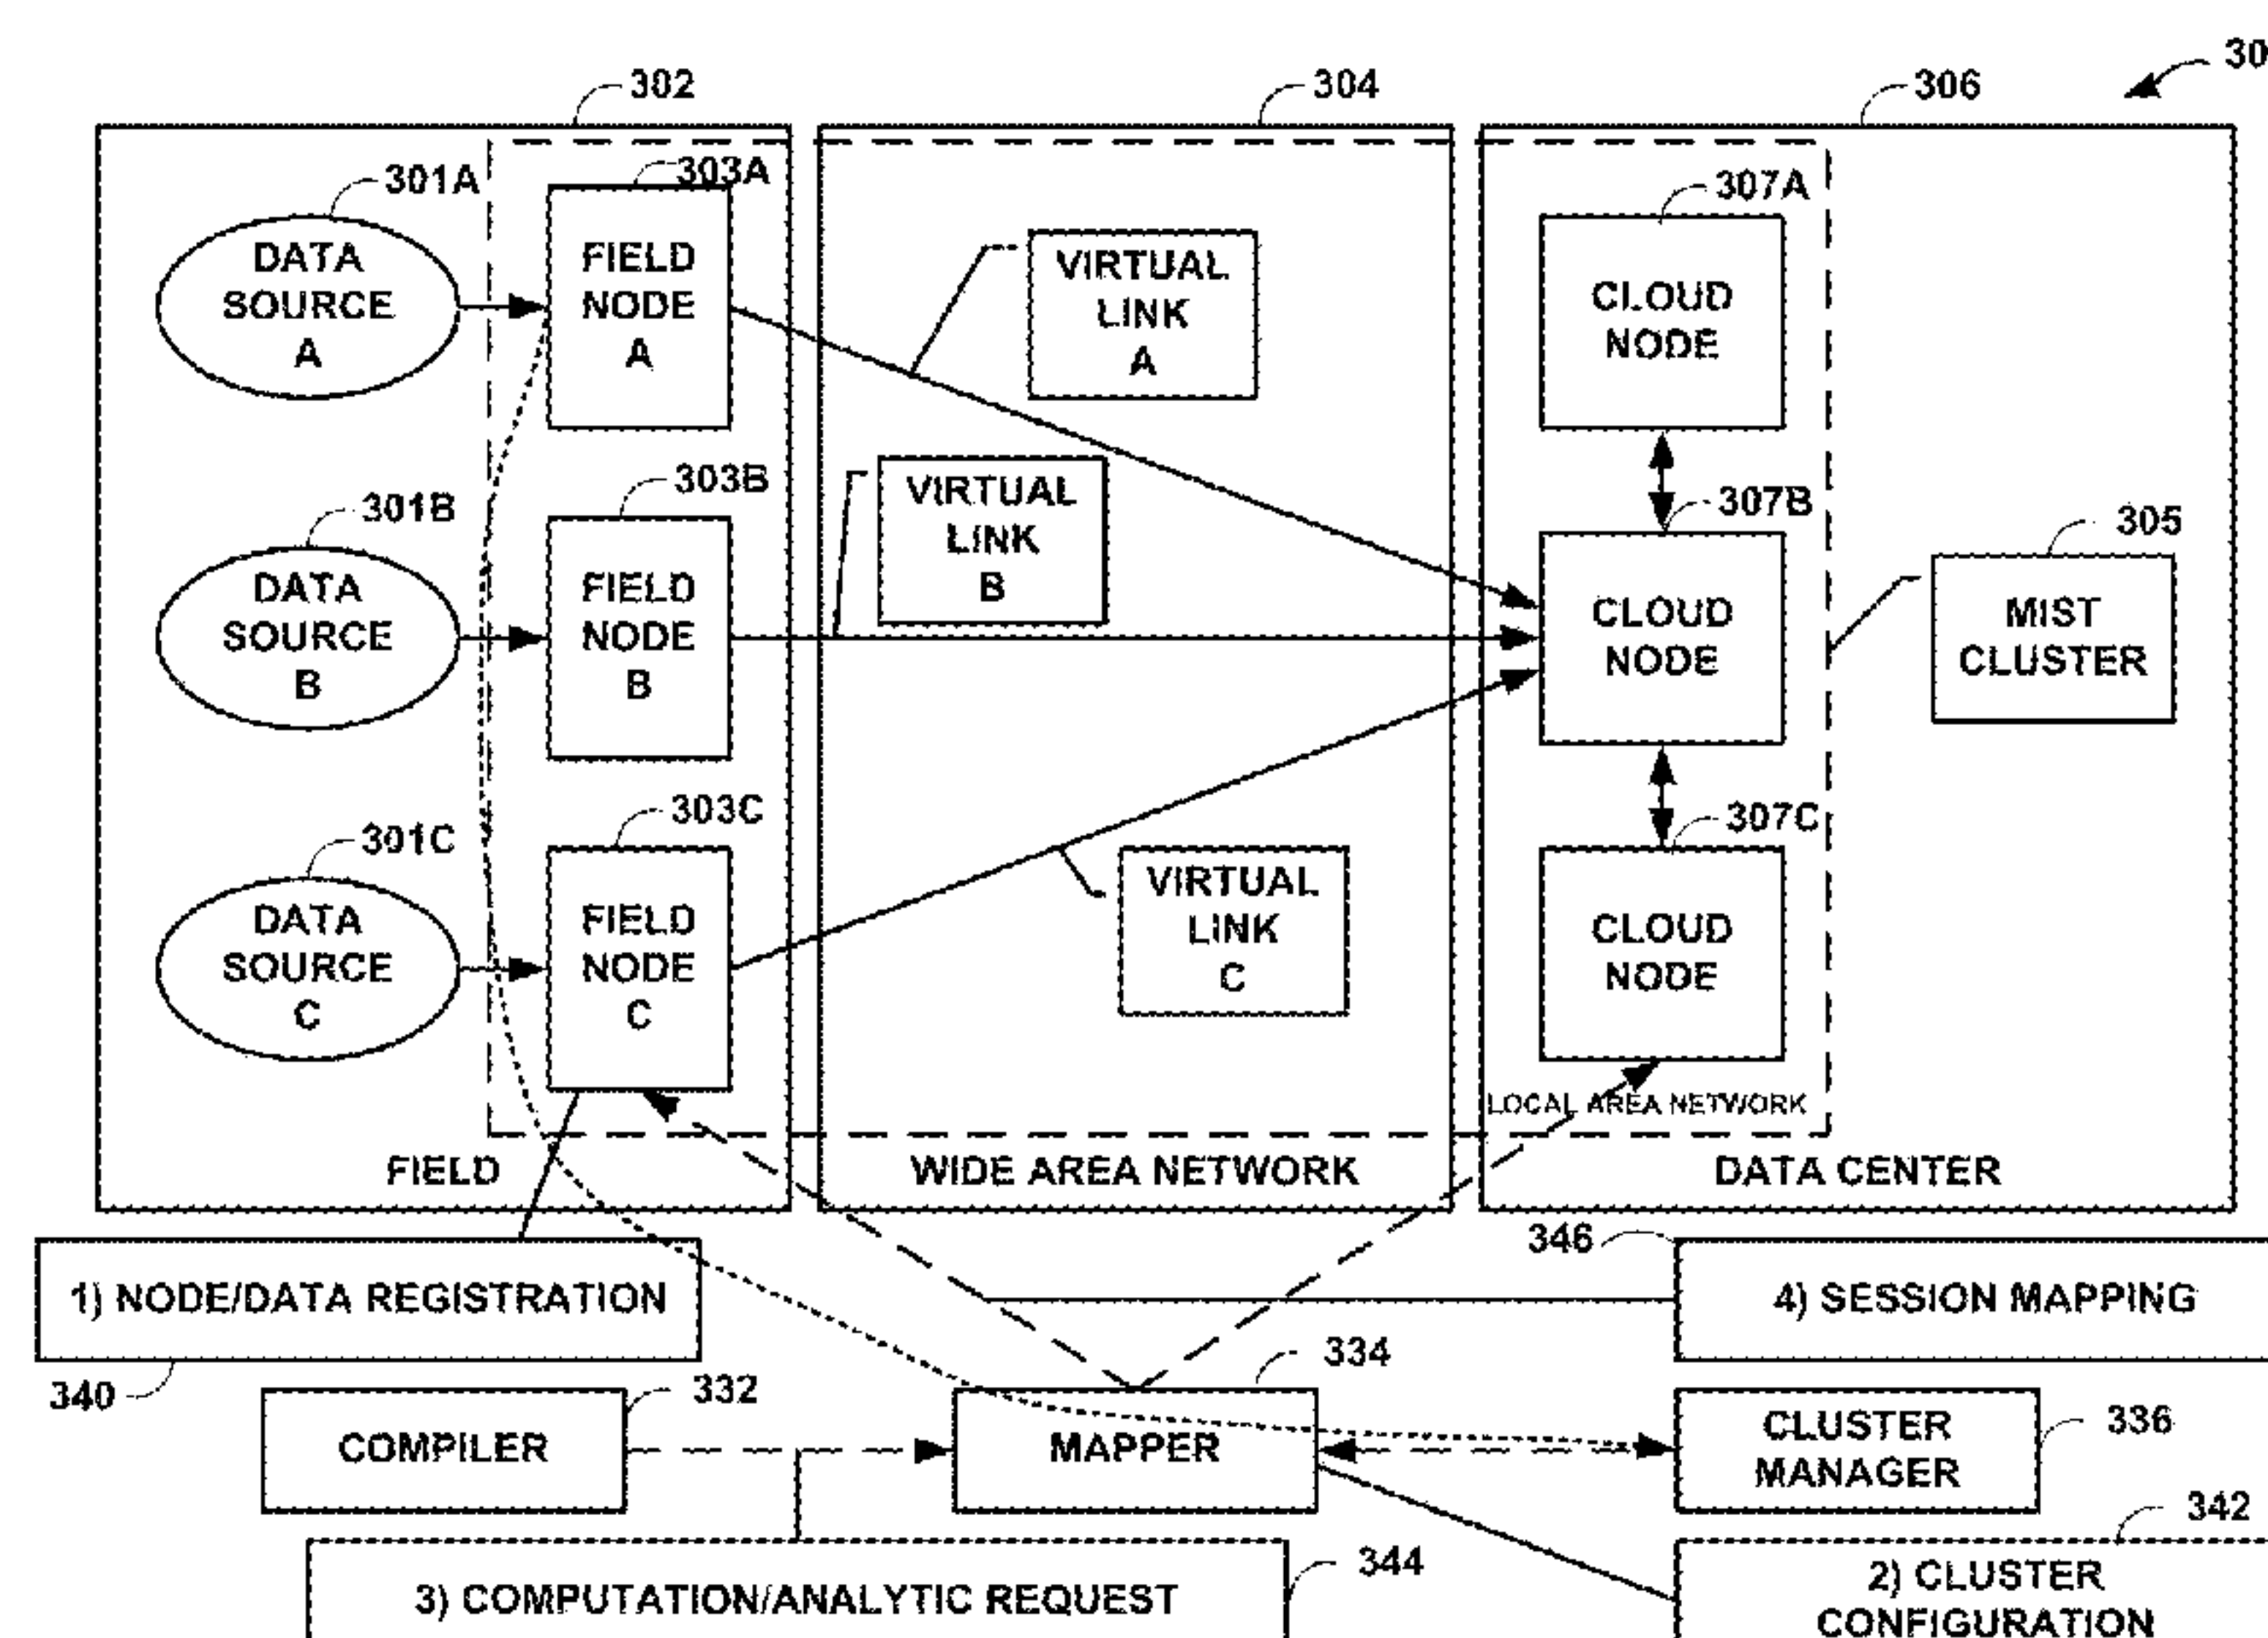 302
304
306
30
301A
303A
307A
DATA
SOURCE
A
FIELD
NODE
A
VIRTUAL
LINK
A
CLOUD
NODE
301B
303B
307B
305
DATA
SOURCE
B
FIELD
NODE
B
VIRTUAL
LINK
B
CLOUD
NODE
MIST
CLUSTER
301C
303C
307C
DATA
SOURCE
C
FIELD
NODE
C
VIRTUAL
LINK
C
CLOUD
NODE
LOCAL AREA NETWORK
FIELD
WIDE AREA NETWORK
DATA CENTER
346
1) NODE/DATA REGISTRATION
4) SESSION MAPPING
340
332
334
336
COMPILER
MAPPER
CLUSTER
MANAGER
342
344
3) COMPUTATION/ANALYTIC REQUEST
2) CLUSTER
CONFIGURATION